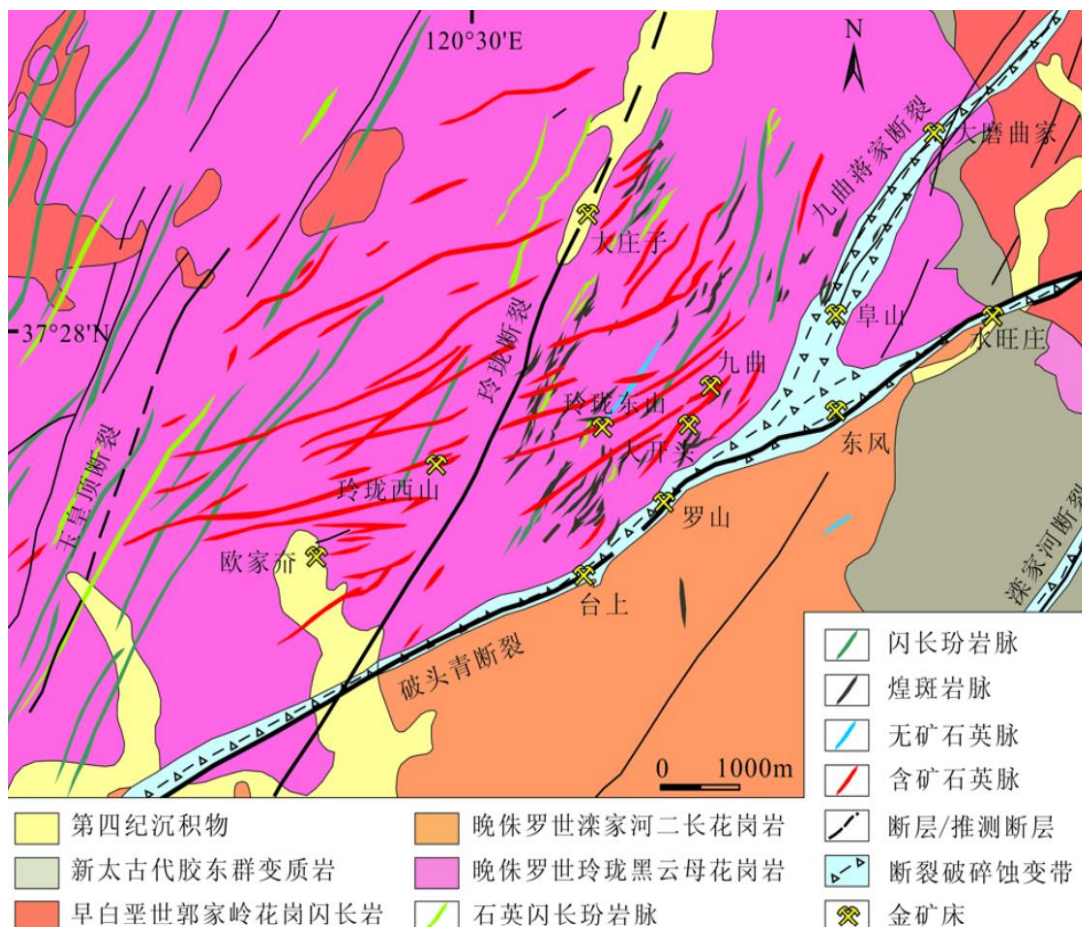 120°30'E
N
大磨曲家
九曲蒋家断裂
大庄子
37°28'N
阜山
水旺庄
玲珑断裂
九曲
玲珑东山
大开头
东风
玲珑西山
玉皇顶断裂
罗山
欧家夼
台上
滦家河断裂
破头青断裂
0 1000m
闪长玢岩脉
煌斑岩脉
无矿石英脉
含矿石英脉
断层/推测断层
断裂破碎蚀变带
金矿床
第四纪沉积物
新太古代胶东群变质岩
早白垩世郭家岭花岗闪长岩
晚侏罗世滦家河二长花岗岩
晚侏罗世玲珑黑云母花岗岩
石英闪长玢岩脉